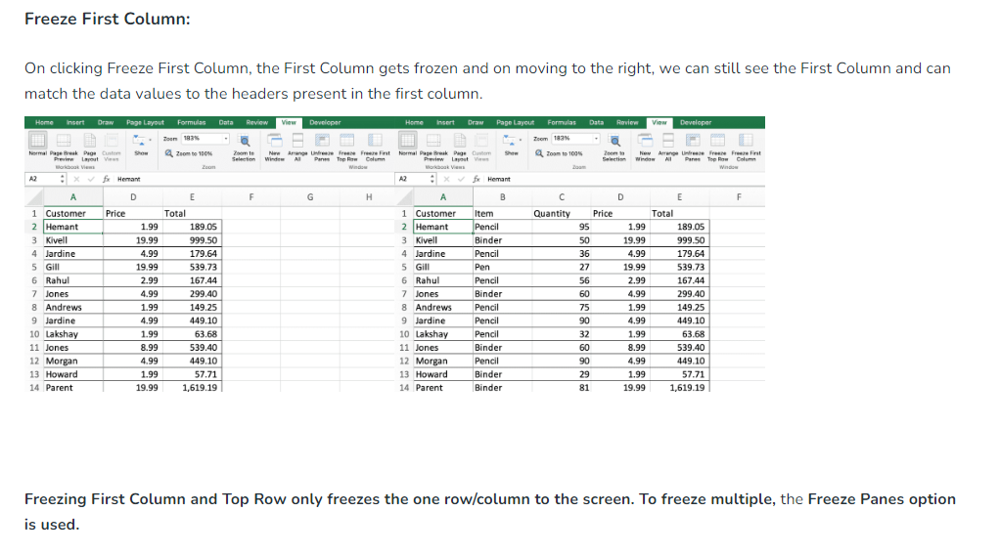 Freeze First Column:
On clicking Freeze First Column, the First Column gets frozen and on moving to the right, we can still see the First Column and can
match the data values to the headers present in the first column.
Home Insert Draw Page Layout Formulas Data Review View Developer
Zoom 183%
Normal Page Break Preview Page Layout Custom Views Show Zoom to 100% Zoom to Selection New Window Arrange All Unfreeze Panes Freeze Top Row Freeze First Column
Workbook Views Zoom Window
A2 fx Hemant
A D E F G H
1 Customer Price Total
2 Hemant 1.99 189.05
3 Kivell 19.99 999.50
4 Jardine 4.99 179.64
5 Gill 19.99 539.73
6 Rahul 2.99 167.44
7 Jones 4.99 299.40
8 Andrews 1.99 149.25
9 Jardine 4.99 449.10
10 Lakshay 1.99 63.68
11 Jones 8.99 539.40
12 Morgan 4.99 449.10
13 Howard 1.99 57.71
14 Parent 19.99 1,619.19
Home Insert Draw Page Layout Formulas Data Review View Developer
Zoom 183%
Normal Page Break Preview Page Layout Custom Views Show Zoom to 100% Zoom to Selection New Window Arrange All Unfreeze Panes Freeze Top Row Freeze First Column
Workbook Views Zoom Window
A2 fx Hemant
A B C D E F
1 Customer Item Quantity Price Total
2 Hemant Pencil 95 1.99 189.05
3 Kivell Binder 50 19.99 999.50
4 Jardine Pencil 36 4.99 179.64
5 Gill Pen 27 19.99 539.73
6 Rahul Pencil 56 2.99 167.44
7 Jones Binder 60 4.99 299.40
8 Andrews Pencil 75 1.99 149.25
9 Jardine Pencil 90 4.99 449.10
10 Lakshay Pencil 32 1.99 63.68
11 Jones Binder 60 8.99 539.40
12 Morgan Pencil 90 4.99 449.10
13 Howard Binder 29 1.99 57.71
14 Parent Binder 81 19.99 1,619.19
Freezing First Column and Top Row only freezes the one row/column to the screen. To freeze multiple, the Freeze Panes option
is used.